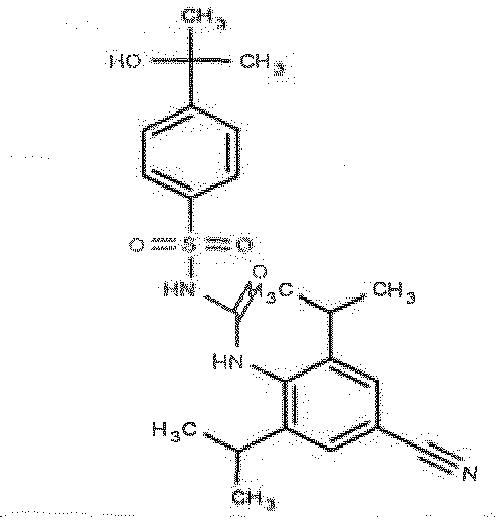 CH3
HO CH3
O S O
HN O
H3C CH3
HN
H3C
N
CH3